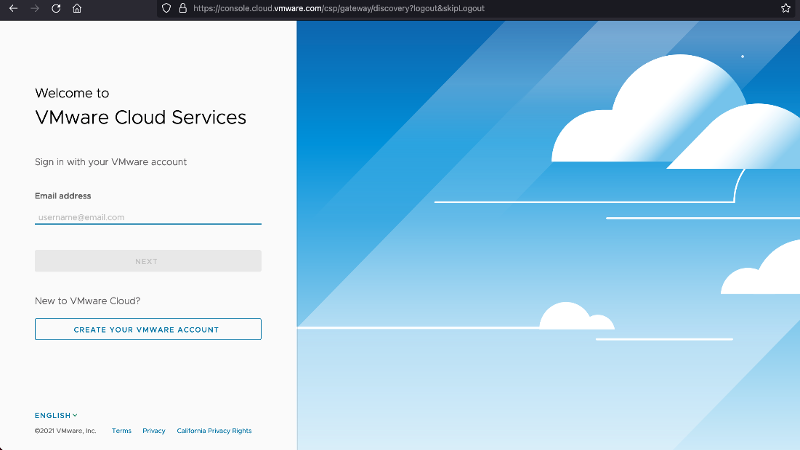 https://console.cloud.vmware.com/csp/gateway/discovery?logout&skipLogout
Welcome to
VMware Cloud Services
Sign in with your VMware account
Email address
username@email.com
NEXT
New to VMware Cloud?
CREATE YOUR VMWARE ACCOUNT
ENGLISH
©2021 VMware, Inc. Terms Privacy California Privacy Rights